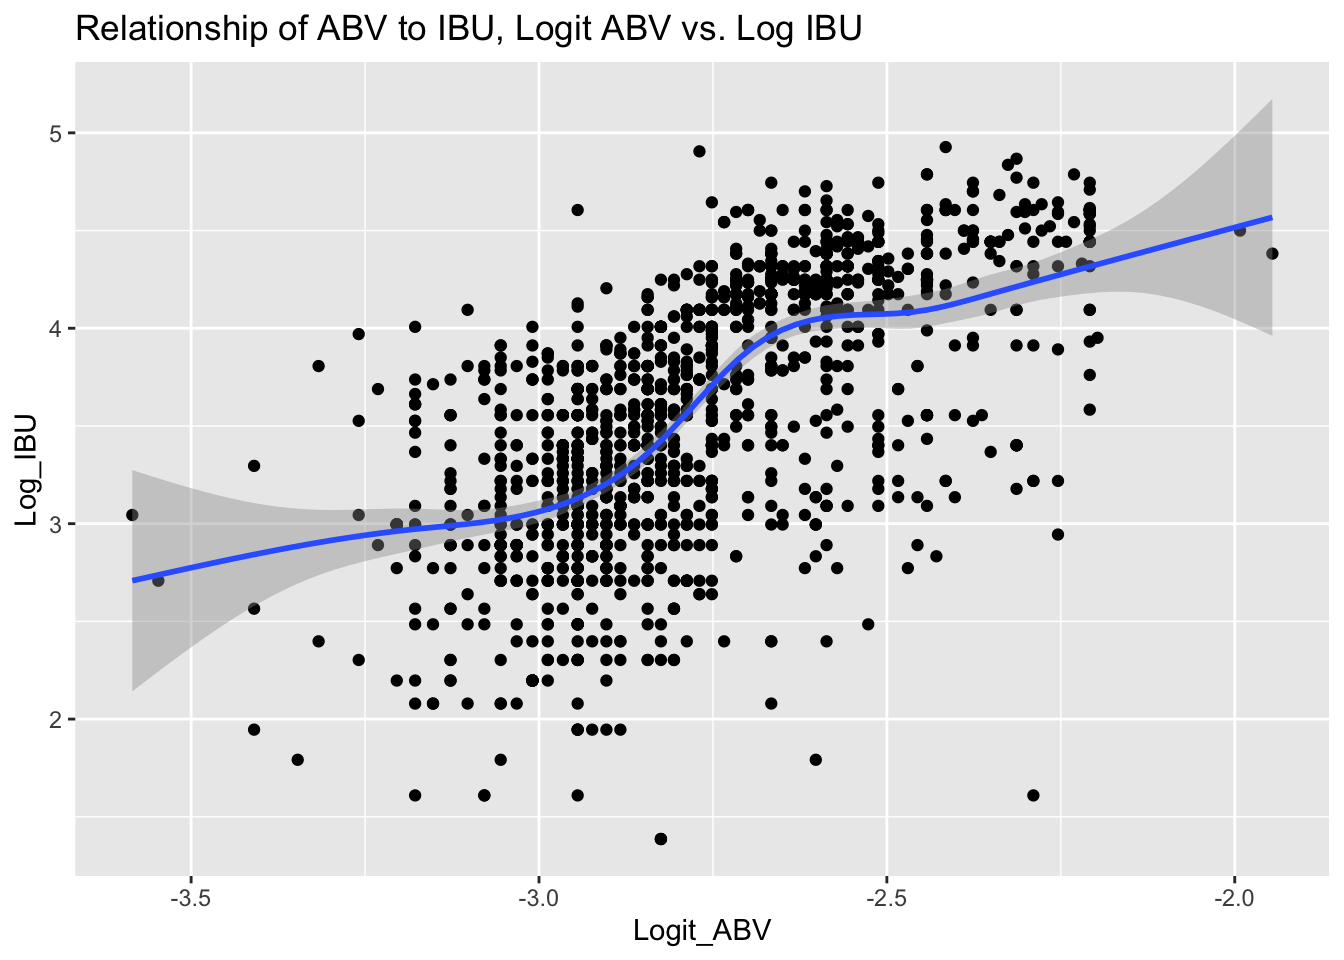 Relationship of ABV to IBU, Logit ABV vs. Log IBU
5
4
3
2
Log_IBU
-3.5 -3.0 -2.5 -2.0
Logit_ABV